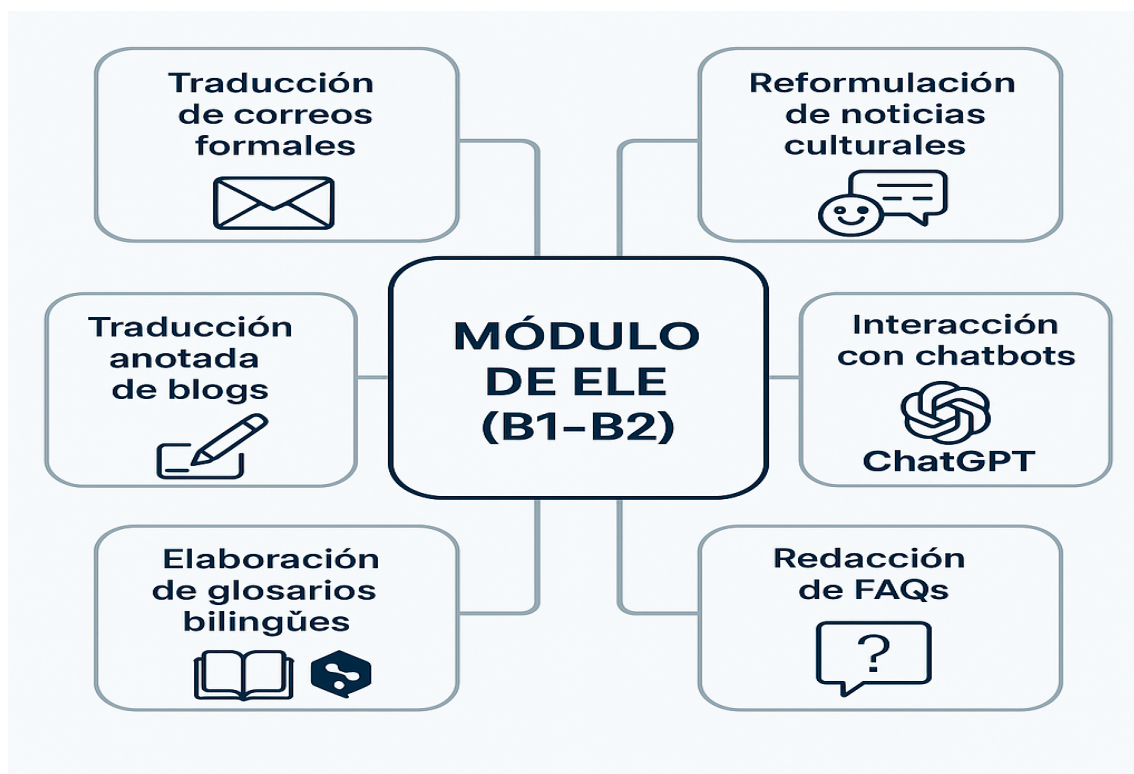 Traducción
de correos
formales
Reformulación
de noticias
culturales
Traducción
anotada
de blogs
MÓDULO
DE ELE
(B1–B2)
Interacción
con chatbots
ChatGPT
Elaboración
de glosarios
bilingǔes
Redacción
de FAQs
?